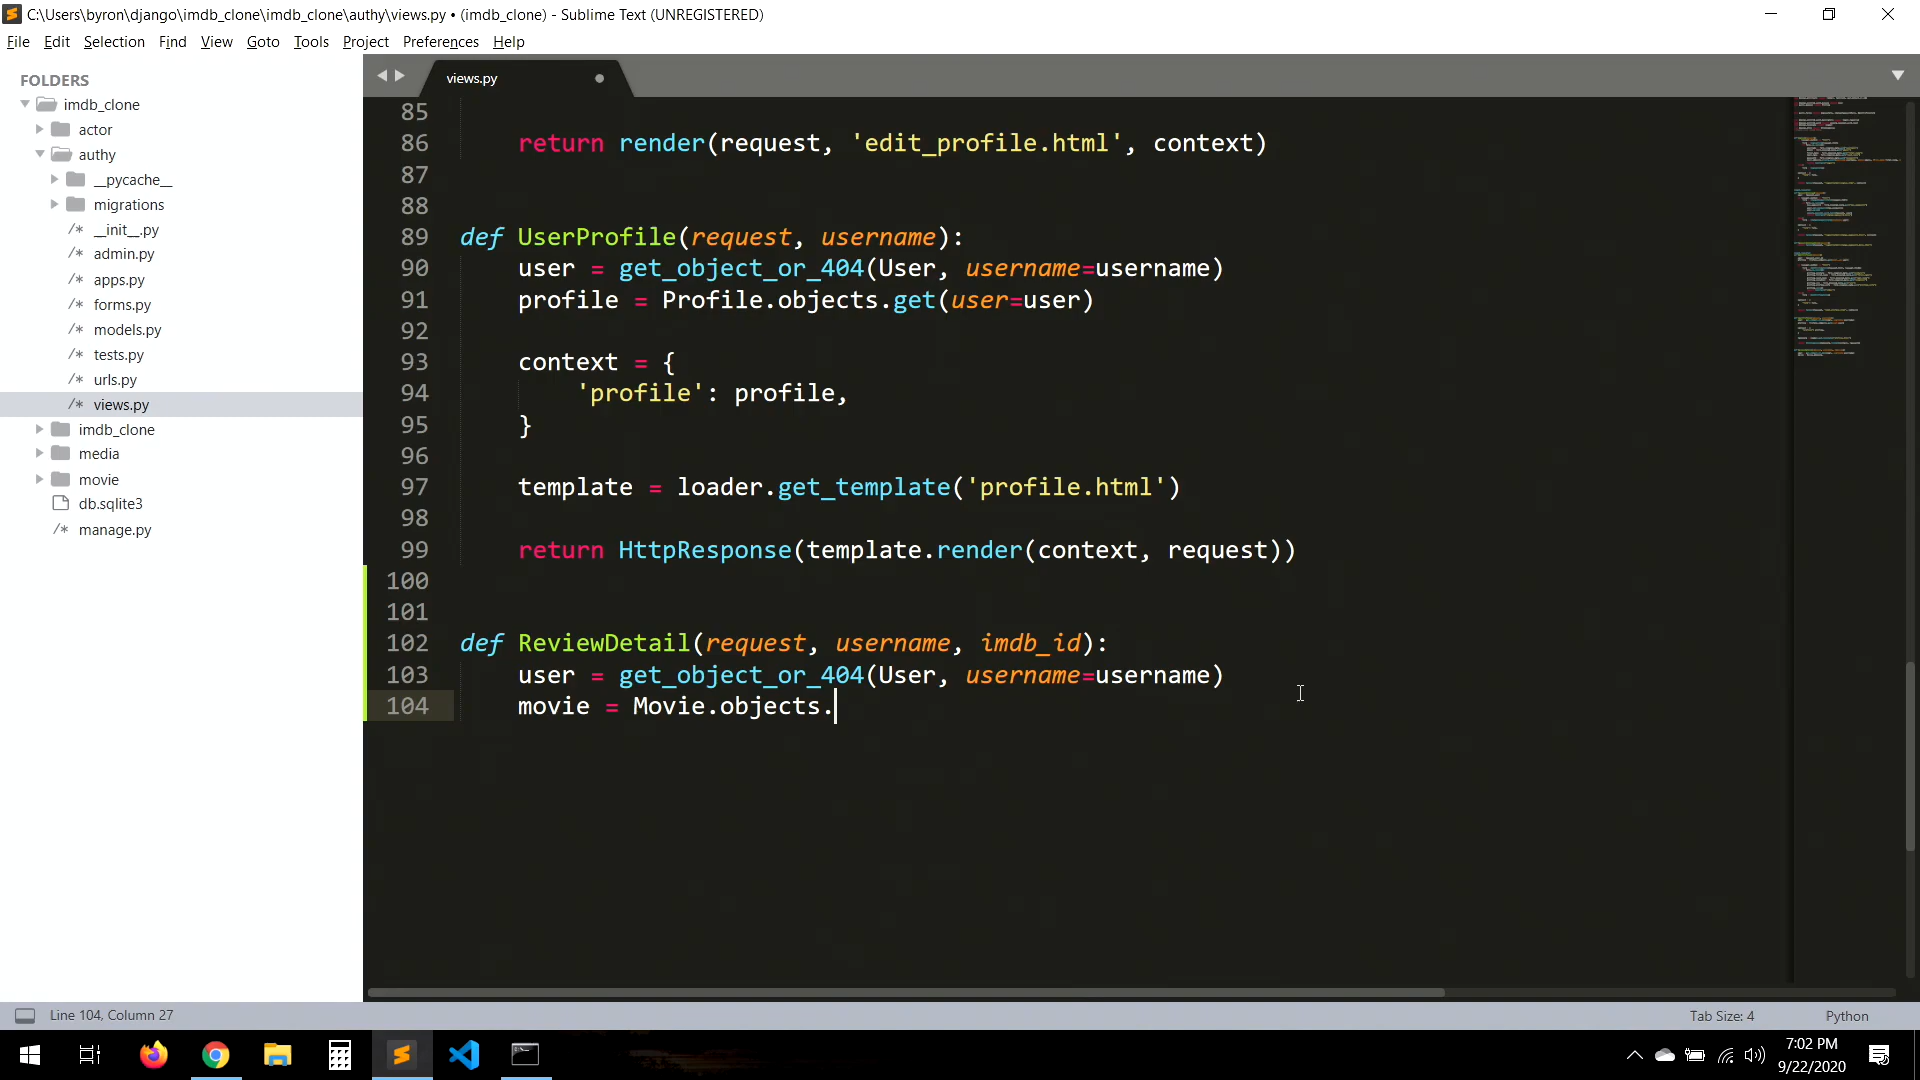 C:\Users\byron\django\imdb_clone\imdb_clone\authy\views.py • (imdb_clone) - Sublime Text (UNREGISTERED)
File Edit Selection Find View Goto Tools Project Preferences Help
FOLDERS
imdb_clone
actor
authy
__pycache__
migrations
/* __init__.py
/* admin.py
/* apps.py
/* forms.py
/* models.py
/* tests.py
/* urls.py
/* views.py
imdb_clone
media
movie
db.sqlite3
/* manage.py
views.py
85
86     return render(request, 'edit_profile.html', context)
87
88
89 def UserProfile(request, username):
90     user = get_object_or_404(User, username=username)
91     profile = Profile.objects.get(user=user)
92
93     context = {
94         'profile': profile,
95     }
96
97     template = loader.get_template('profile.html')
98
99     return HttpResponse(template.render(context, request))
100
101
102 def ReviewDetail(request, username, imdb_id):
103     user = get_object_or_404(User, username=username)
104     movie = Movie.objects.
Line 104, Column 27
Tab Size: 4
Python
7:02 PM
9/22/2020